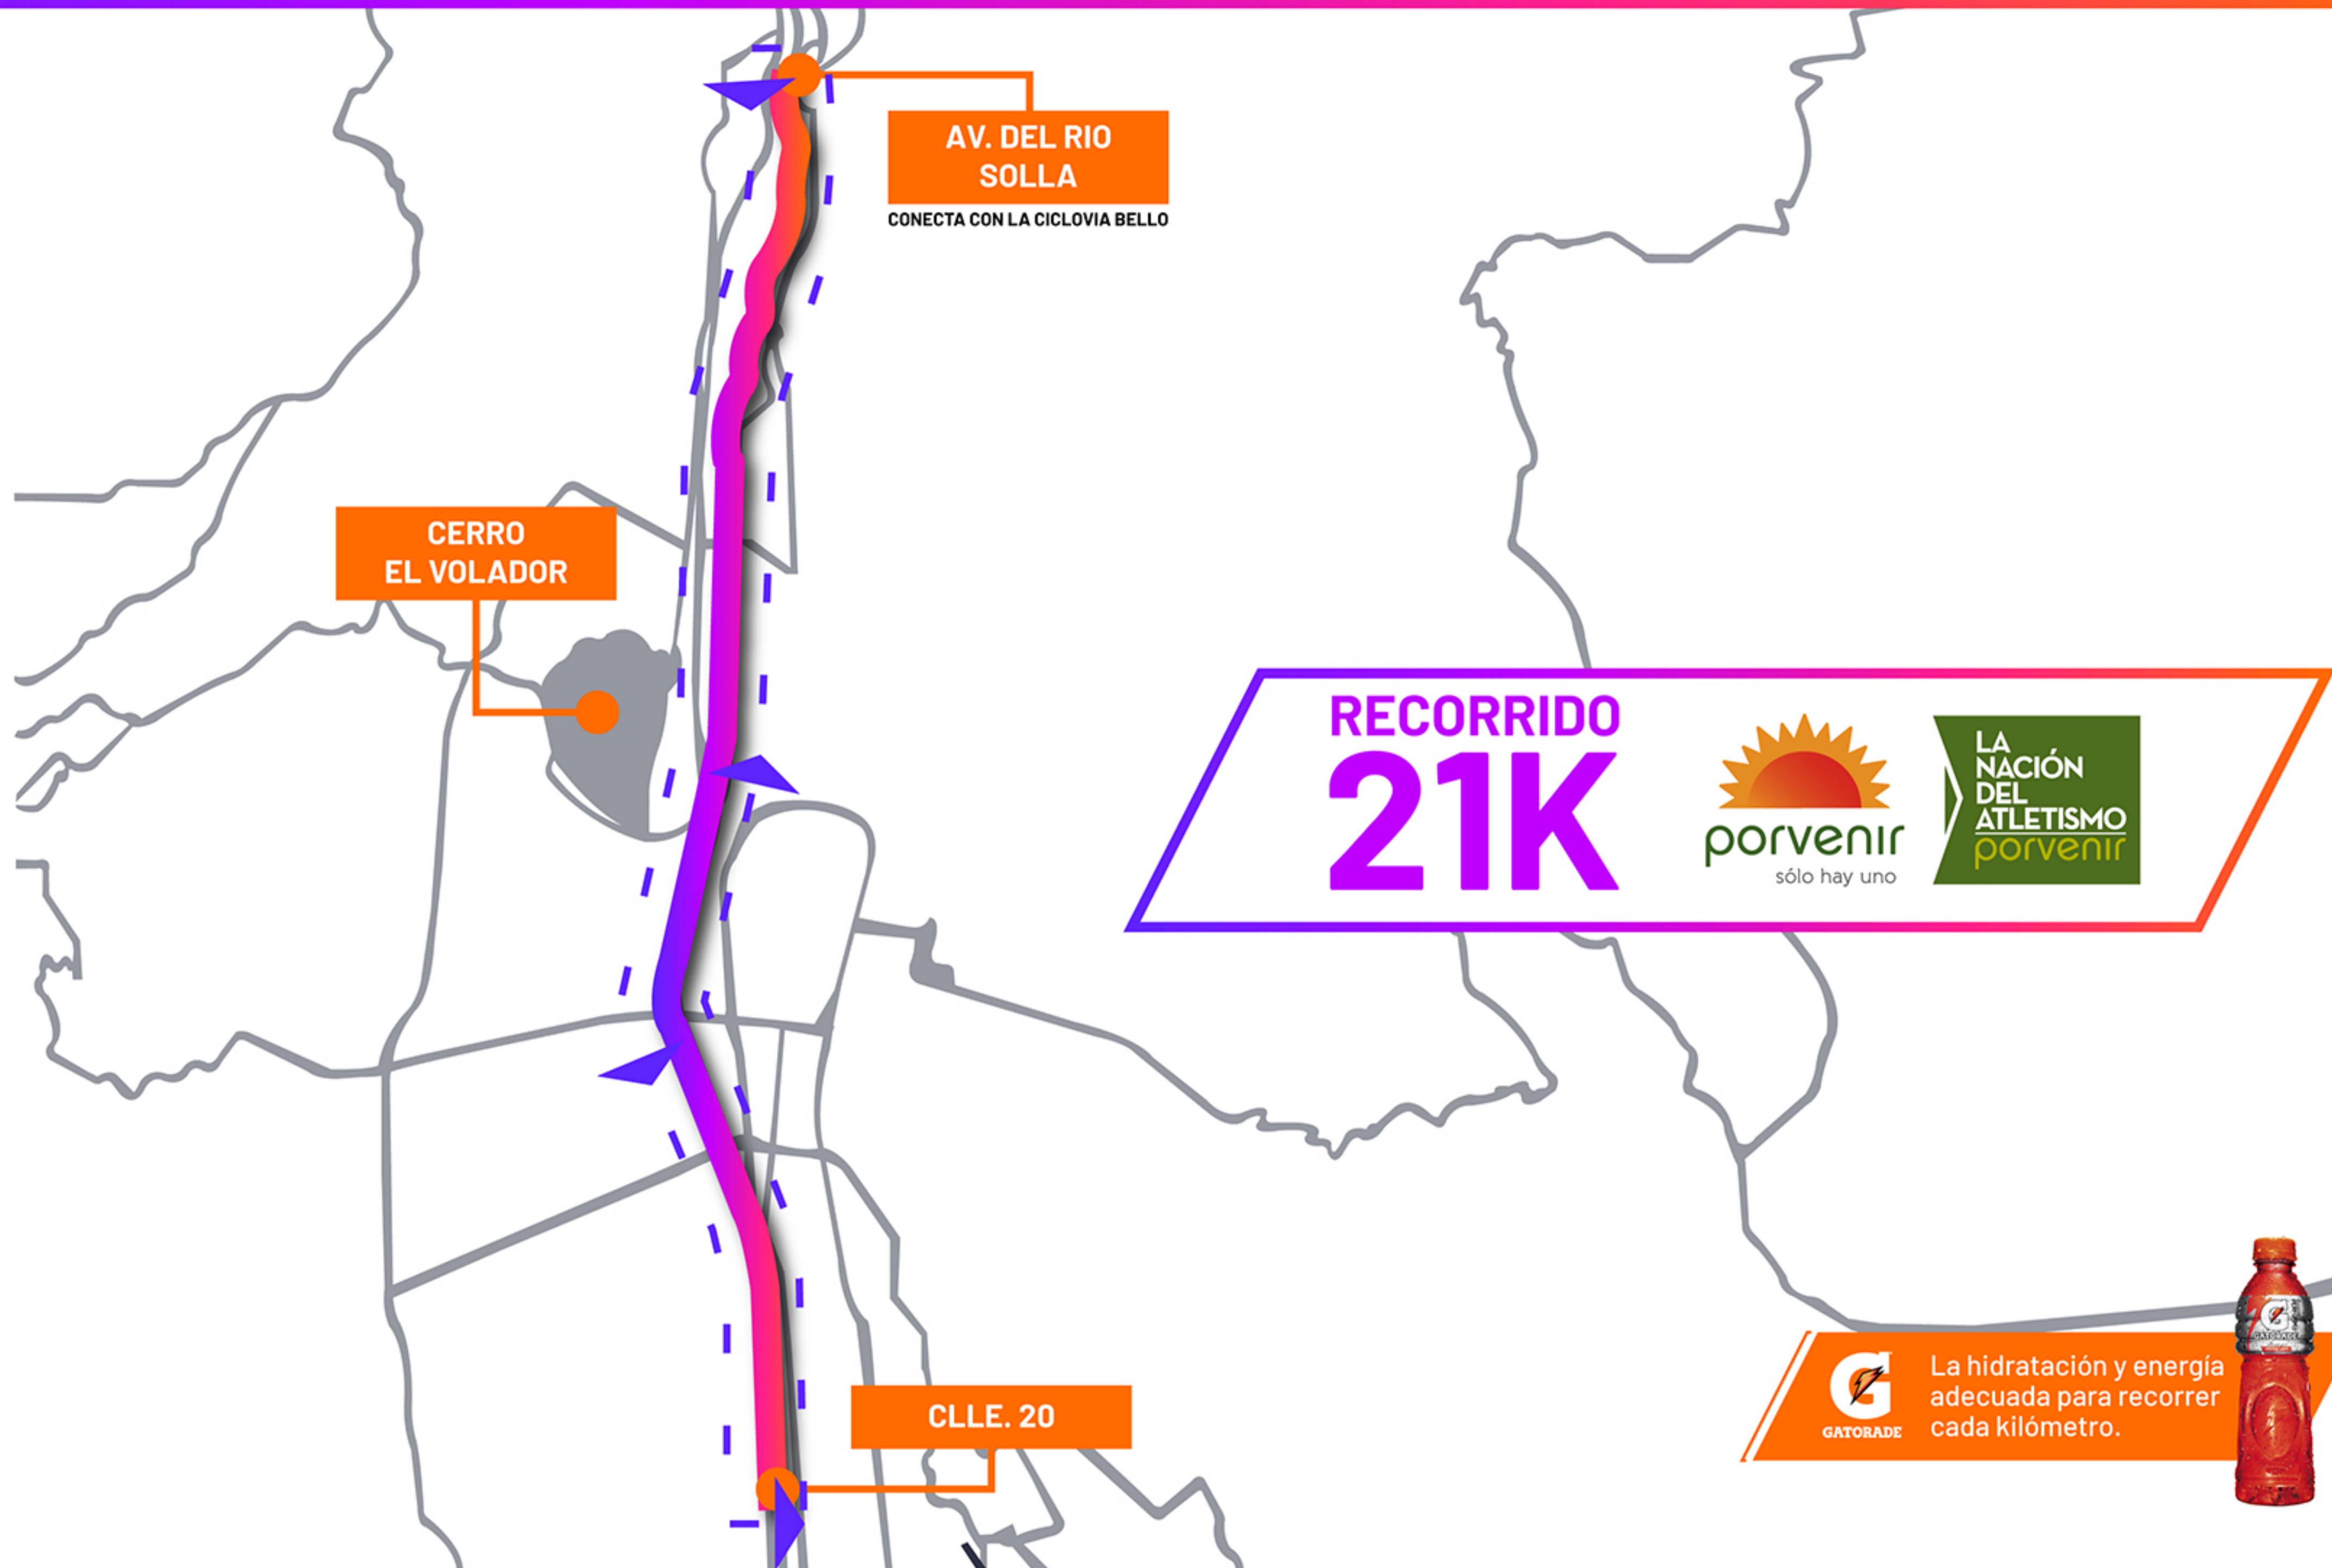 AV. DEL RIO
SOLLA
CONECTA CON LA CICLOVIA BELLO
CERRO
EL VOLADOR
RECORRIDO
21K
porvenir
sólo hay uno
LA
NACIÓN
DEL
ATLETISMO
porvenir
CLLE. 20
G
GATORADE
La hidratación y energía
adecuada para recorrer
cada kilómetro.
G
GATORADE